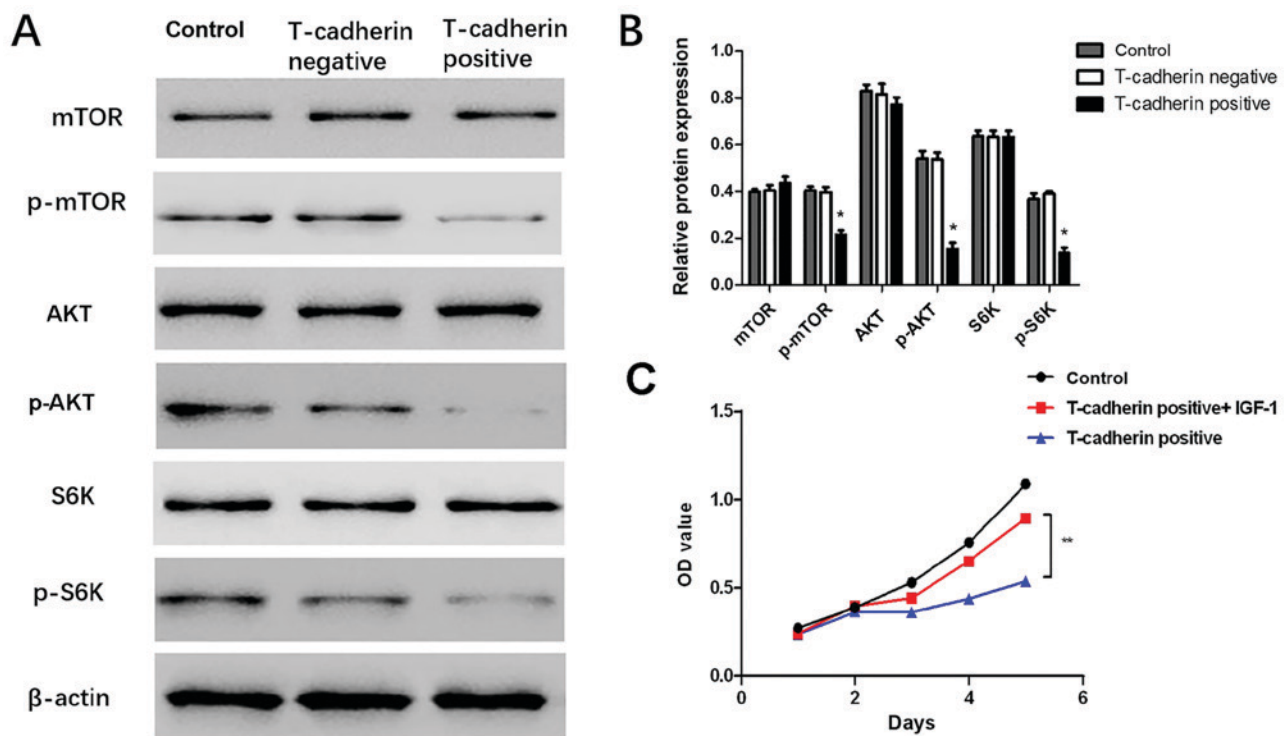 A
Control
T-cadherin
negative
T-cadherin
positive
mTOR
p-mTOR
AKT
p-AKT
S6K
p-S6K
β-actin
B
Control
T-cadherin negative
T-cadherin positive
Relative protein expression
1.0
0.8
0.6
0.4
0.2
0.0
*
*
*
mTOR
p-mTOR
AKT
p-AKT
S6K
p-S6K
C
Control
T-cadherin positive+ IGF-1
T-cadherin positive
OD value
1.5
1.0
0.5
0.0
**
0
2
4
6
Days